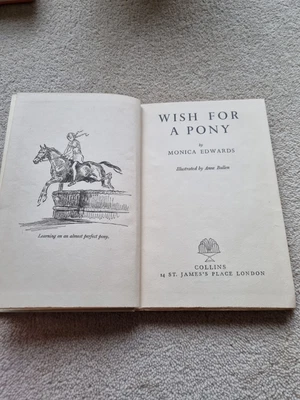 Learning on an almost perfect pony.
WISH FOR
A PONY
by
MONICA EDWARDS
Illustrated by Anne Bullen
COLLINS
14 ST. JAMES'S PLACE LONDON